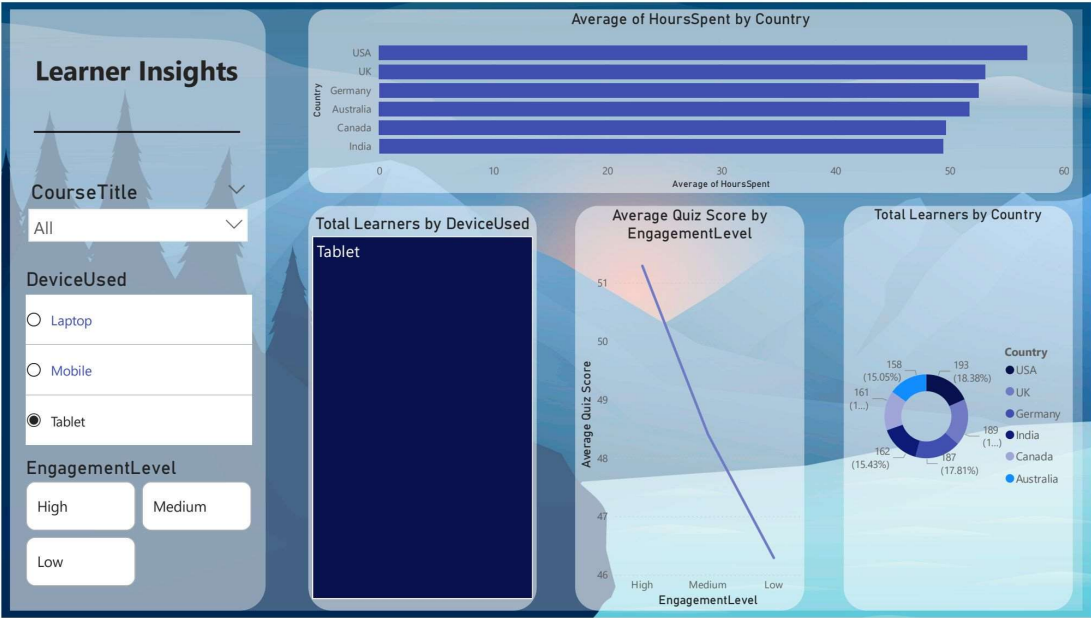 Learner Insights
CourseTitle
All
DeviceUsed
Laptop
Mobile
Tablet
EngagementLevel
High
Medium
Low
Average of HoursSpent by Country
Country
USA
UK
Germany
Australia
Canada
India
0
10
20
30
40
50
60
Average of HoursSpent
Total Learners by DeviceUsed
Tablet
Average Quiz Score by
EngagementLevel
Average Quiz Score
51
50
49
48
47
46
High
Medium
Low
EngagementLevel
Total Learners by Country
193
(18.38%)
189
(1...)
187
(17.81%)
162
(15.43%)
161
(1...)
158
(15.05%)
Country
USA
UK
Germany
India
Canada
Australia